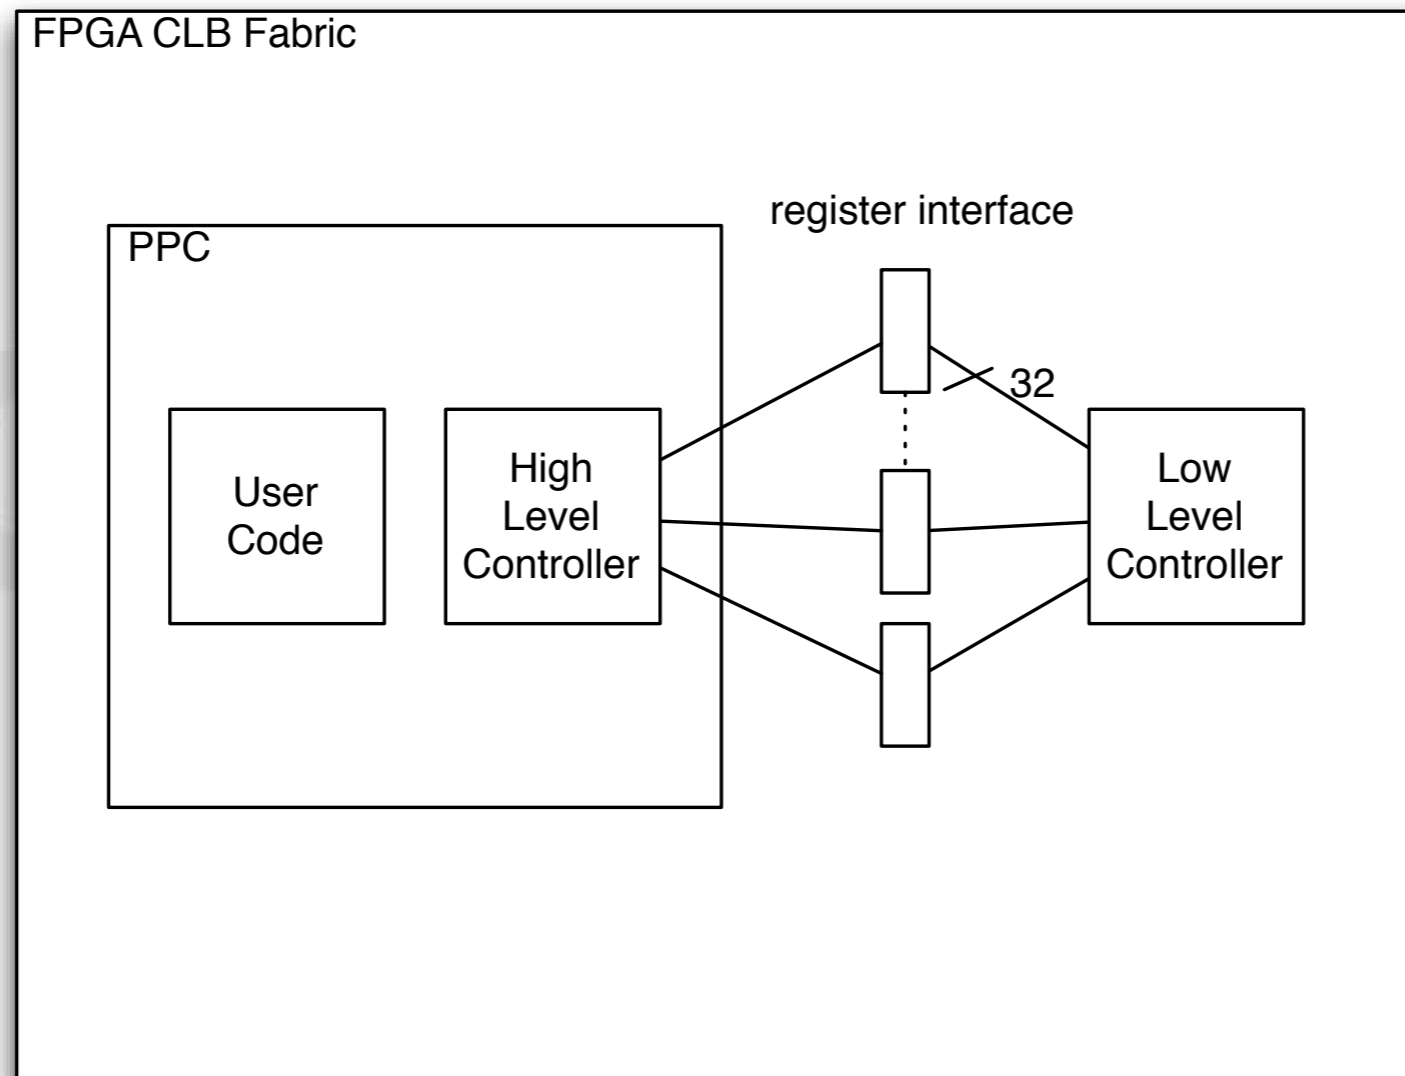 FPGA CLB Fabric
register interface
PPC
32
User
Code
High
Level
Controller
Low
Level
Controller